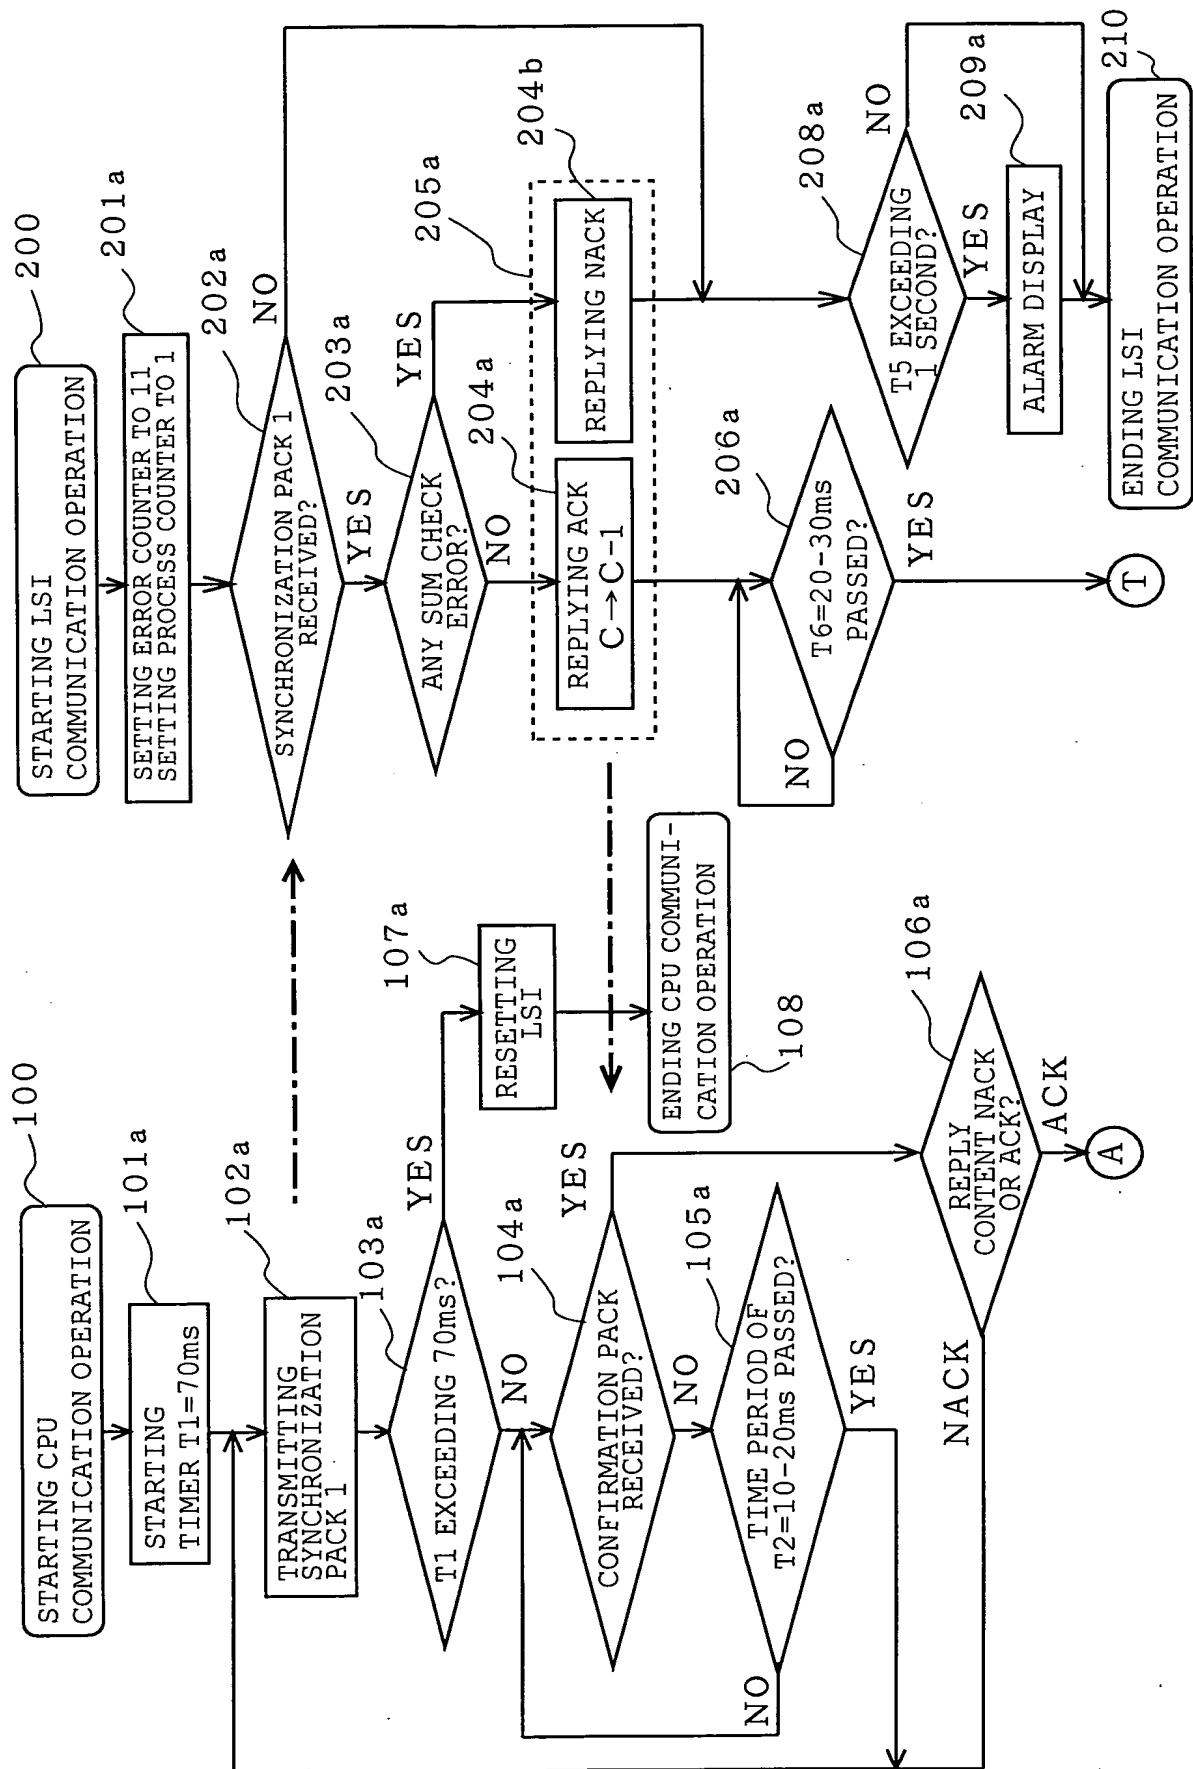 100
STARTING CPU
COMMUNICATION OPERATION
101a
STARTING
TIMER T1=70ms
102a
TRANSMITTING
SYNCHRONIZATION
PACK 1
103a
T1 EXCEEDING 70ms?
YES
NO
107a
RESETTING
LSI
ENDING CPU COMMUNI-
CATION OPERATION
108
104a
CONFIRMATION PACK
RECEIVED?
YES
NO
105a
TIME PERIOD OF
T2=10-20ms PASSED?
NO
YES
106a
REPLY
CONTENT NACK
OR ACK?
NACK
ACK
A
200
STARTING LSI
COMMUNICATION OPERATION
201a
SETTING ERROR COUNTER TO 11
SETTING PROCESS COUNTER TO 1
202a
SYNCHRONIZATION PACK 1
RECEIVED?
NO
YES
203a
ANY SUM CHECK
ERROR?
YES
NO
205a
204a
REPLYING ACK
C→C-1
204b
REPLYING NACK
206a
T6=20-30ms
PASSED?
NO
YES
T
208a
T5 EXCEEDING
1 SECOND?
NO
YES
209a
ALARM DISPLAY
210
ENDING LSI
COMMUNICATION OPERATION